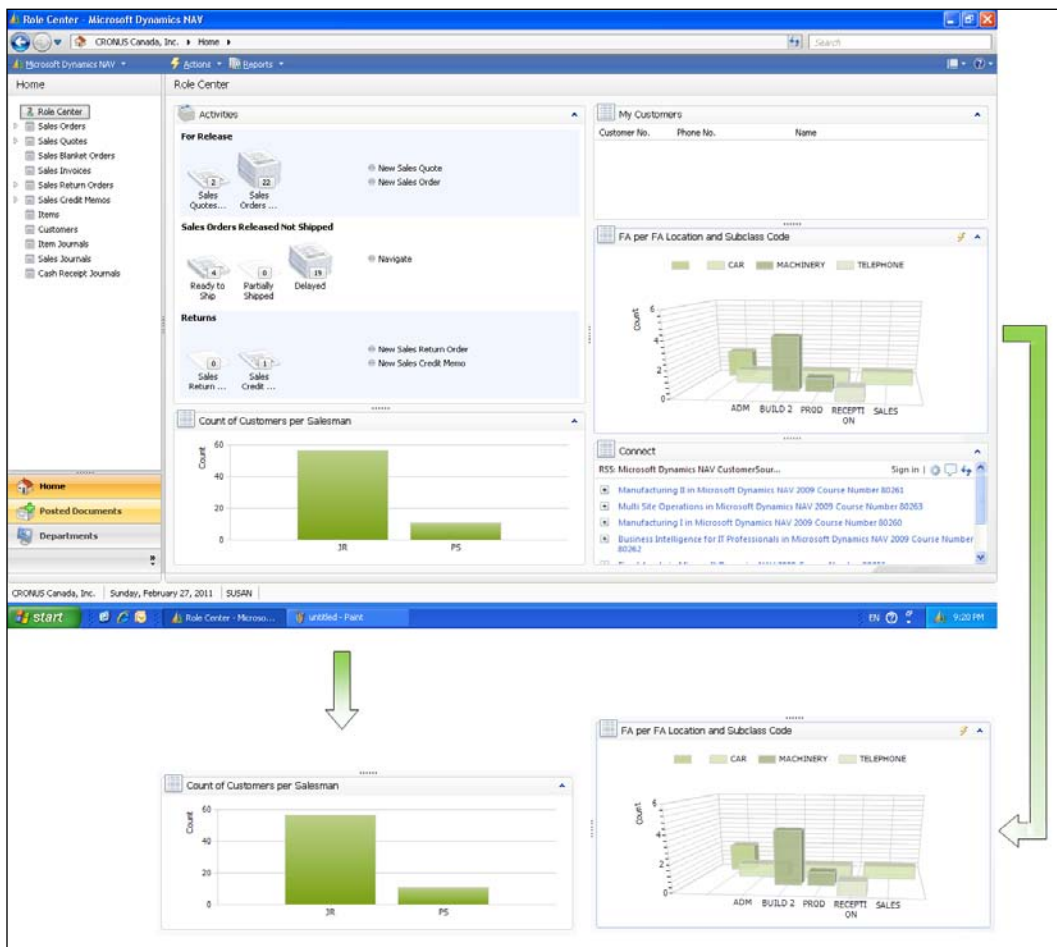 Role Center - Microsoft Dynamics NAV
CRONUS Canada, Inc. Home
Search
Microsoft Dynamics NAV Actions Reports
Home
Role Center
Role Center
Sales Orders
Sales Quotes
Sales Blanket Orders
Sales Invoices
Sales Return Orders
Sales Credit Memos
Items
Customers
Item Journals
Sales Journals
Cash Receipt Journals
Home
Posted Documents
Departments
Activities
For Release
2
22
Sales
Quotes...
Sales
Orders ...
New Sales Quote
New Sales Order
Sales Orders Released Not Shipped
4
0
19
Ready to
Ship
Partially
Shipped
Delayed
Navigate
Returns
0
1
Sales
Return ...
Sales
Credit ...
New Sales Return Order
New Sales Credit Memo
Count of Customers per Salesman
Count
60
40
20
0
JR PS
My Customers
Customer No. Phone No. Name
FA per FA Location and Subclass Code
CAR MACHINERY TELEPHONE
Count
6
4
2
0
ADM BUILD 2 PROD RECEPTI SALES
ON
Connect
RSS: Microsoft Dynamics NAV CustomerSour... Sign in |
Manufacturing II in Microsoft Dynamics NAV 2009 Course Number 80261
Multi Site Operations in Microsoft Dynamics NAV 2009 Course Number 80263
Manufacturing I in Microsoft Dynamics NAV 2009 Course Number 80260
Business Intelligence for IT Professionals in Microsoft Dynamics NAV 2009 Course Number
80262
CRONUS Canada, Inc. Sunday, February 27, 2011 SUSAN
start Role Center - Microso... untitled - Paint EN 9:20 PM
Count of Customers per Salesman
Count
60
40
20
0
JR PS
FA per FA Location and Subclass Code
CAR MACHINERY TELEPHONE
Count
6
4
2
0
ADM BUILD 2 PROD RECEPTI SALES
ON